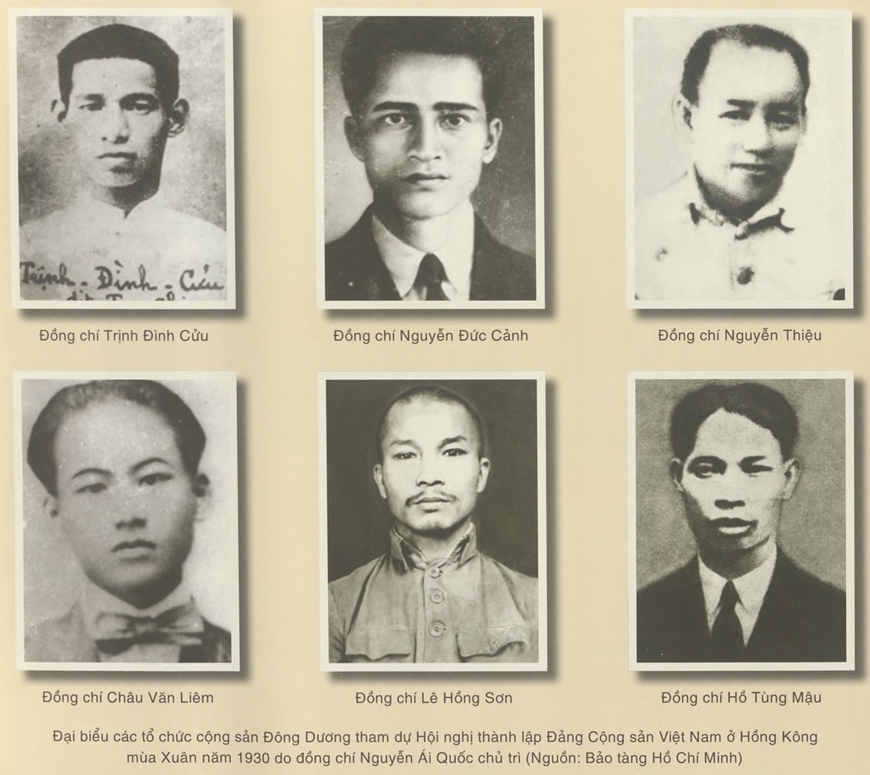 Trịnh - Đình - Cửu
Đồng chí Trịnh Đình Cửu
Đồng chí Nguyễn Đức Cảnh
Đồng chí Nguyễn Thiệu
Đồng chí Châu Văn Liêm
Đồng chí Lê Hồng Sơn
Đồng chí Hồ Tùng Mậu
Đại biểu các tổ chức cộng sản Đông Dương tham dự Hội nghị thành lập Đảng Cộng sản Việt Nam ở Hồng Kông
mùa Xuân năm 1930 do đồng chí Nguyễn Ái Quốc chủ trì (Nguồn: Bảo tàng Hồ Chí Minh)